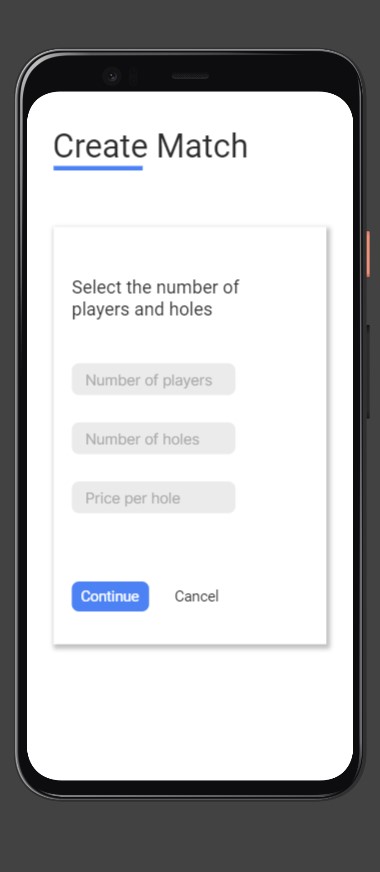 Create Match
Select the number of
players and holes
Number of players
Number of holes
Price per hole
Continue
Cancel